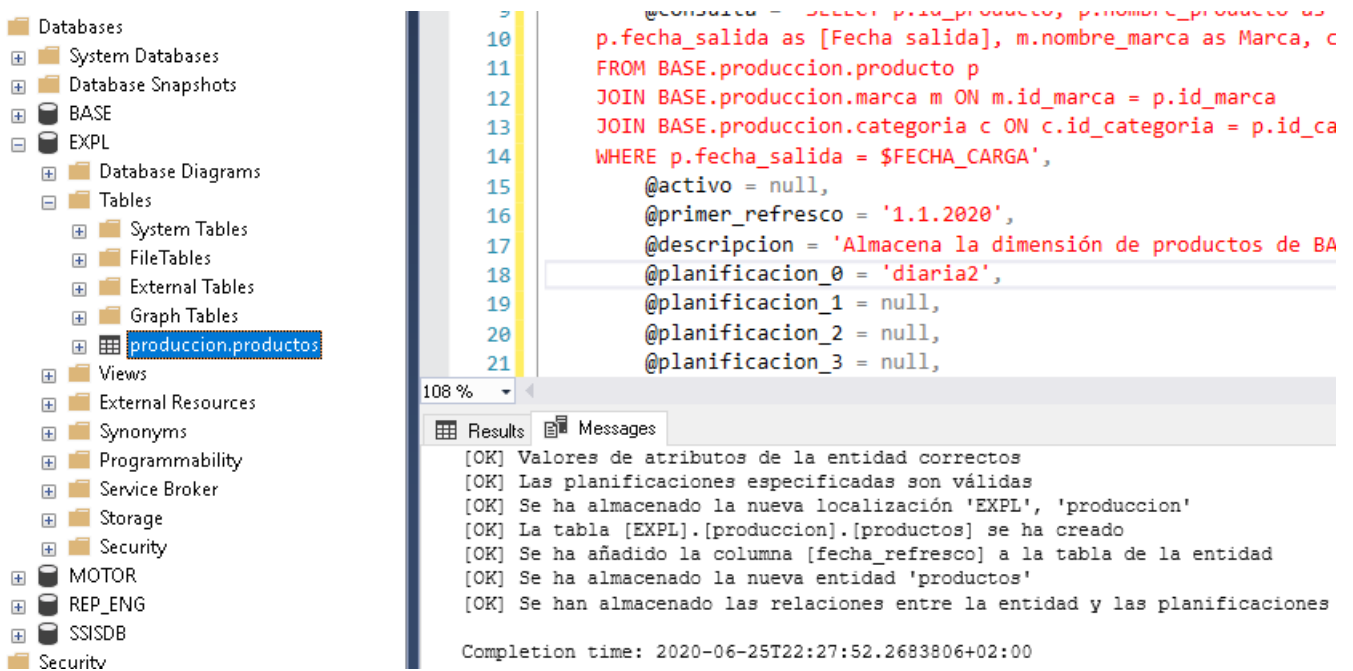 Databases
System Databases
Database Snapshots
BASE
EXPL
Database Diagrams
Tables
System Tables
FileTables
External Tables
Graph Tables
produccion.productos
Views
External Resources
Synonyms
Programmability
Service Broker
Storage
Security
MOTOR
REP_ENG
SSISDB
Security
9 @consulta = 'SELECT p.id_producto, p.nombre_producto as
10 p.fecha_salida as [Fecha salida], m.nombre_marca as Marca, c
11 FROM BASE.produccion.producto p
12 JOIN BASE.produccion.marca m ON m.id_marca = p.id_marca
13 JOIN BASE.produccion.categoria c ON c.id_categoria = p.id_ca
14 WHERE p.fecha_salida = $FECHA_CARGA',
15 @activo = null,
16 @primer_refresco = '1.1.2020',
17 @descripcion = 'Almacena la dimensión de productos de BA
18 @planificacion_0 = 'diaria2',
19 @planificacion_1 = null,
20 @planificacion_2 = null,
21 @planificacion_3 = null,
108 %
Results Messages
[OK] Valores de atributos de la entidad correctos
[OK] Las planificaciones especificadas son válidas
[OK] Se ha almacenado la nueva localización 'EXPL', 'produccion'
[OK] La tabla [EXPL].[produccion].[productos] se ha creado
[OK] Se ha añadido la columna [fecha_refresco] a la tabla de la entidad
[OK] Se ha almacenado la nueva entidad 'productos'
[OK] Se han almacenado las relaciones entre la entidad y las planificaciones
Completion time: 2020-06-25T22:27:52.2683806+02:00